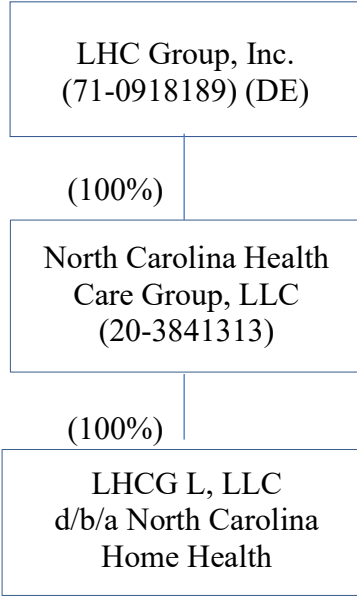 LHC Group, Inc.
(71-0918189) (DE)
(100%)
North Carolina Health
Care Group, LLC
(20-3841313)
(100%)
LHCG L, LLC
d/b/a North Carolina
Home Health